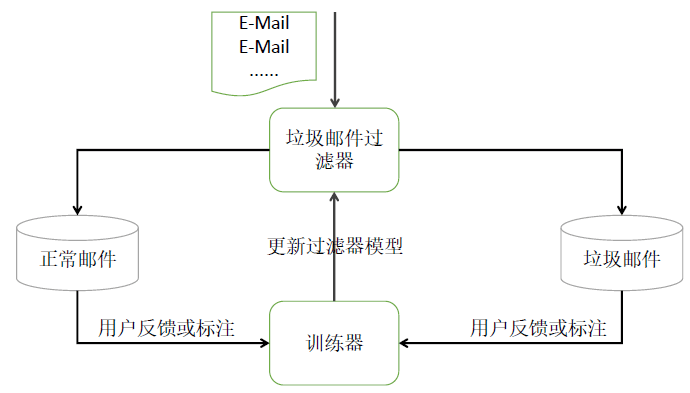 E-Mail
E-Mail
......
垃圾邮件过
滤器
正常邮件
更新过滤器模型
垃圾邮件
用户反馈或标注
训练器
用户反馈或标注